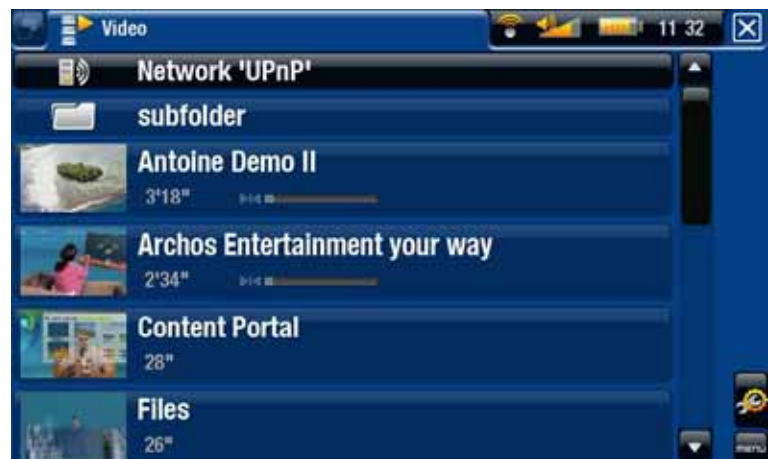 Video
11 32
Network 'UPnP'
subfolder
Antoine Demo II
3'18"
Archos Entertainment your way
2'34"
Content Portal
28"
Files
26"
menu